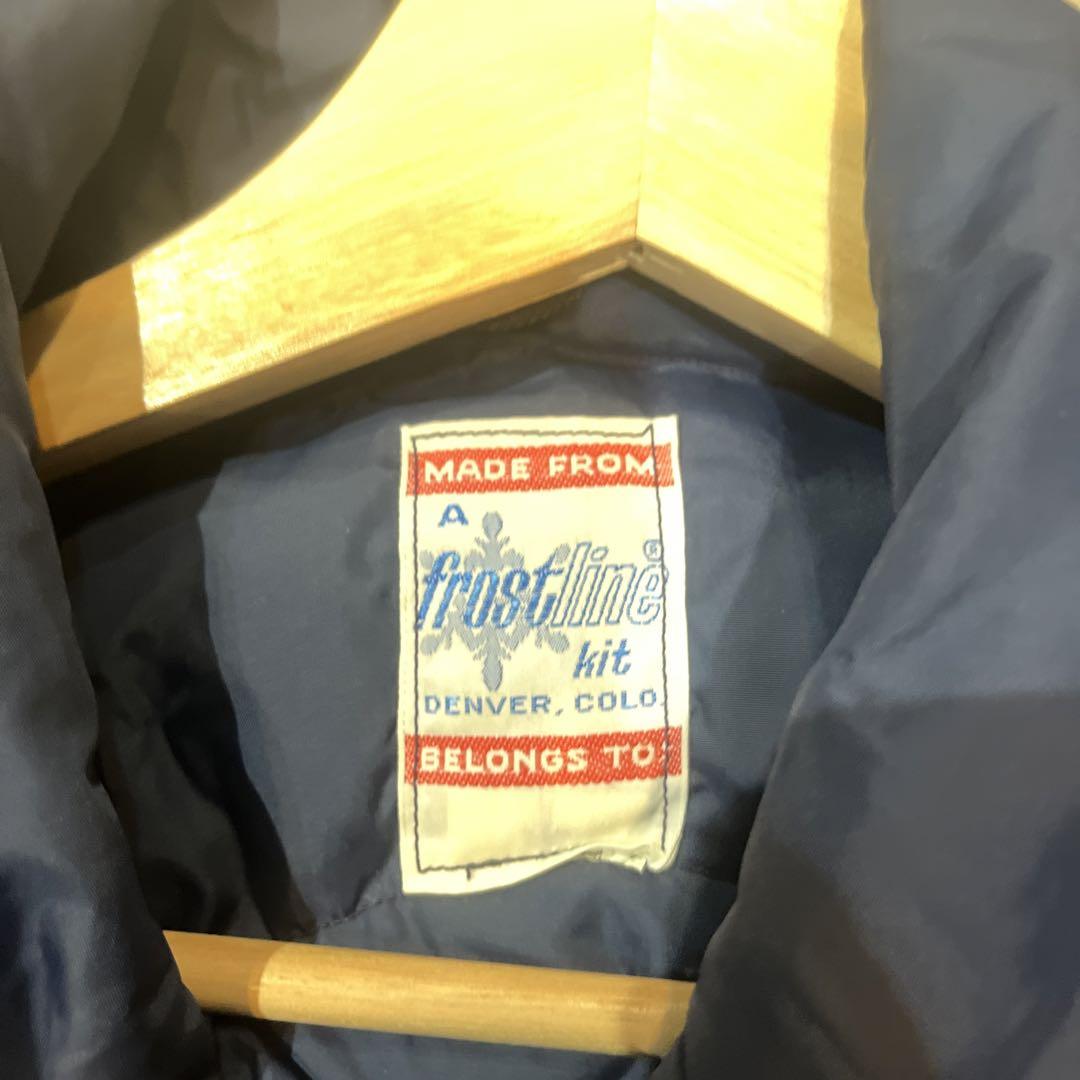 MADE FROM
A
frostline®
kit
DENVER, COLO.
BELONGS TO: